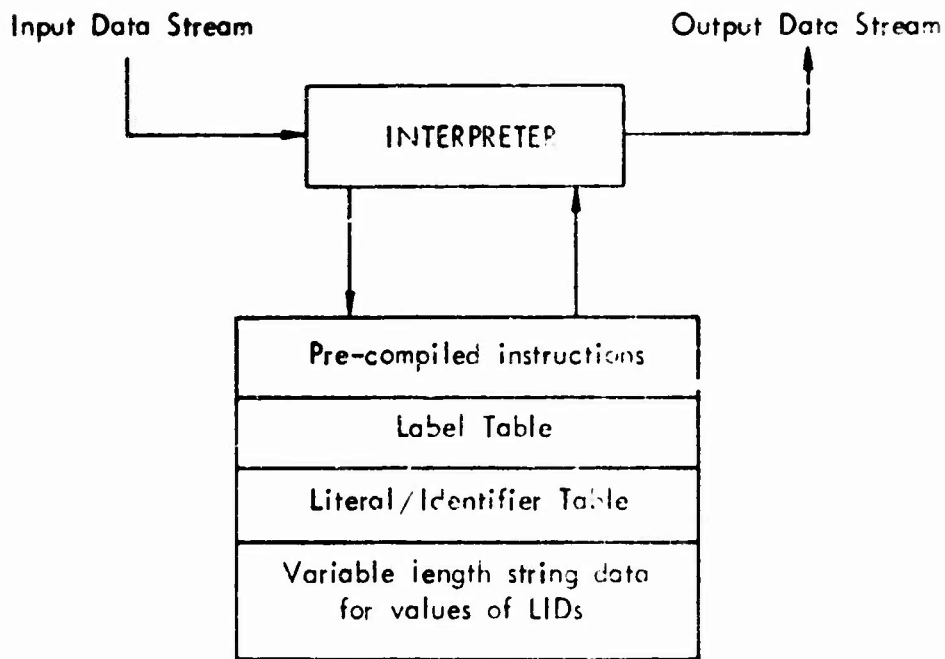 Input Data Stream
Output Data Stream
INTERPRETER
Pre-compiled instructions
Label Table
Literal/Identifier Table
Variable length string data
for values of LIDs